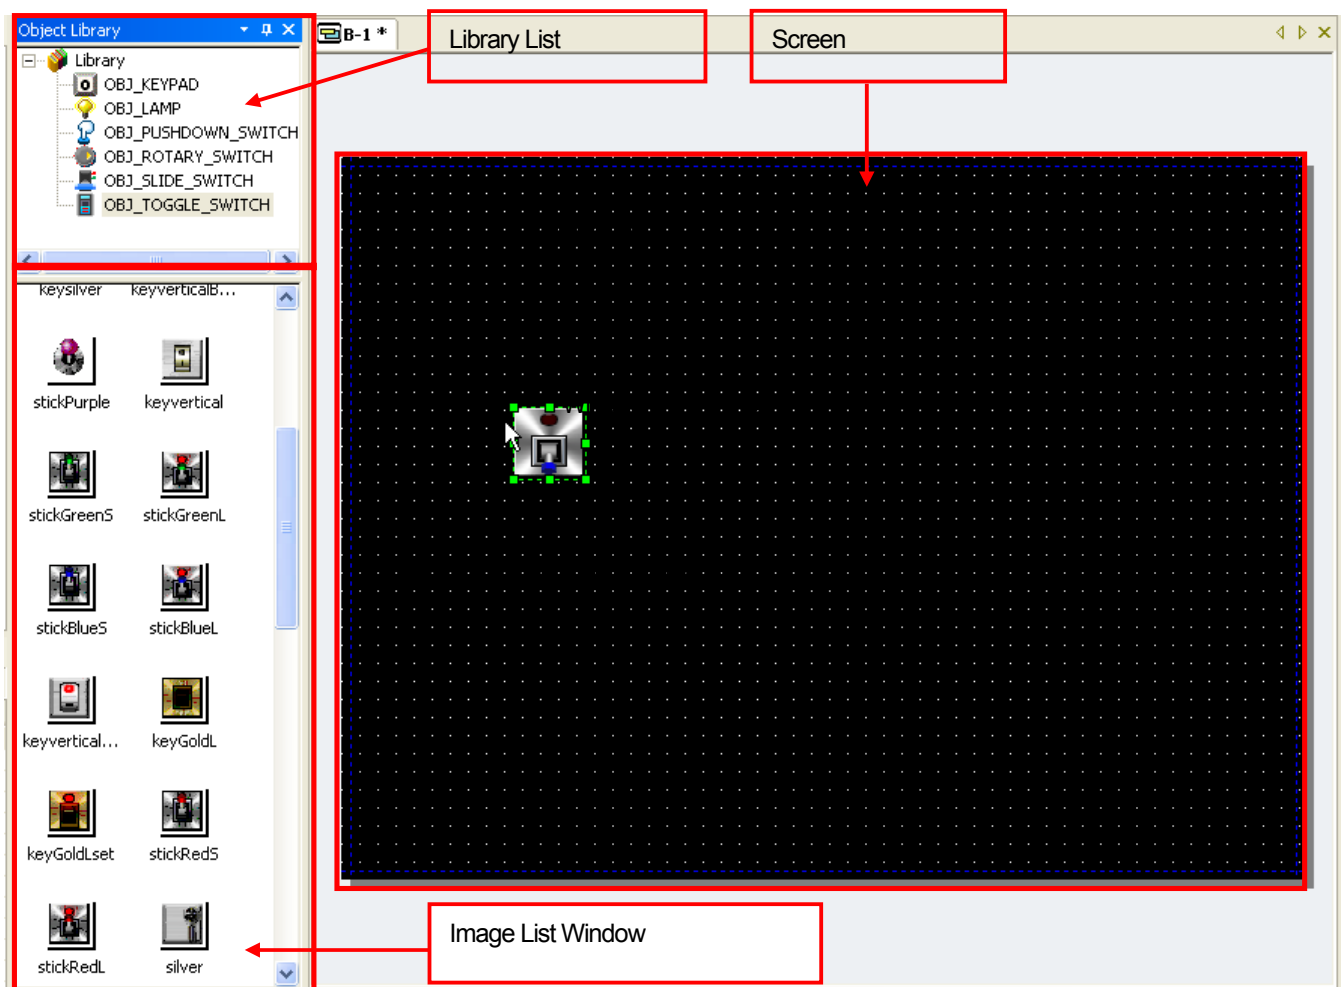 Object Library
Library
OBJ_KEYPAD
OBJ_LAMP
OBJ_PUSHDOWN_SWITCH
OBJ_ROTARY_SWITCH
OBJ_SLIDE_SWITCH
OBJ_TOGGLE_SWITCH
B-1 *
Library List
Screen
keysilver keyverticalB...
stickPurple keyvertical
stickGreenS stickGreenL
stickBlueS stickBlueL
keyvertical... keyGoldL
keyGoldLset stickRedS
stickRedL silver
Image List Window